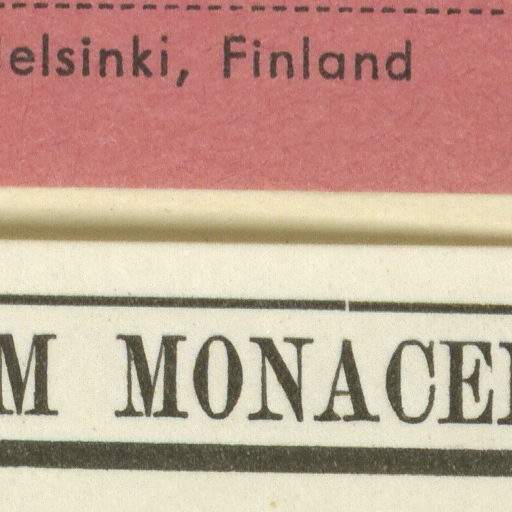 elsinki, Finland
M MONACE